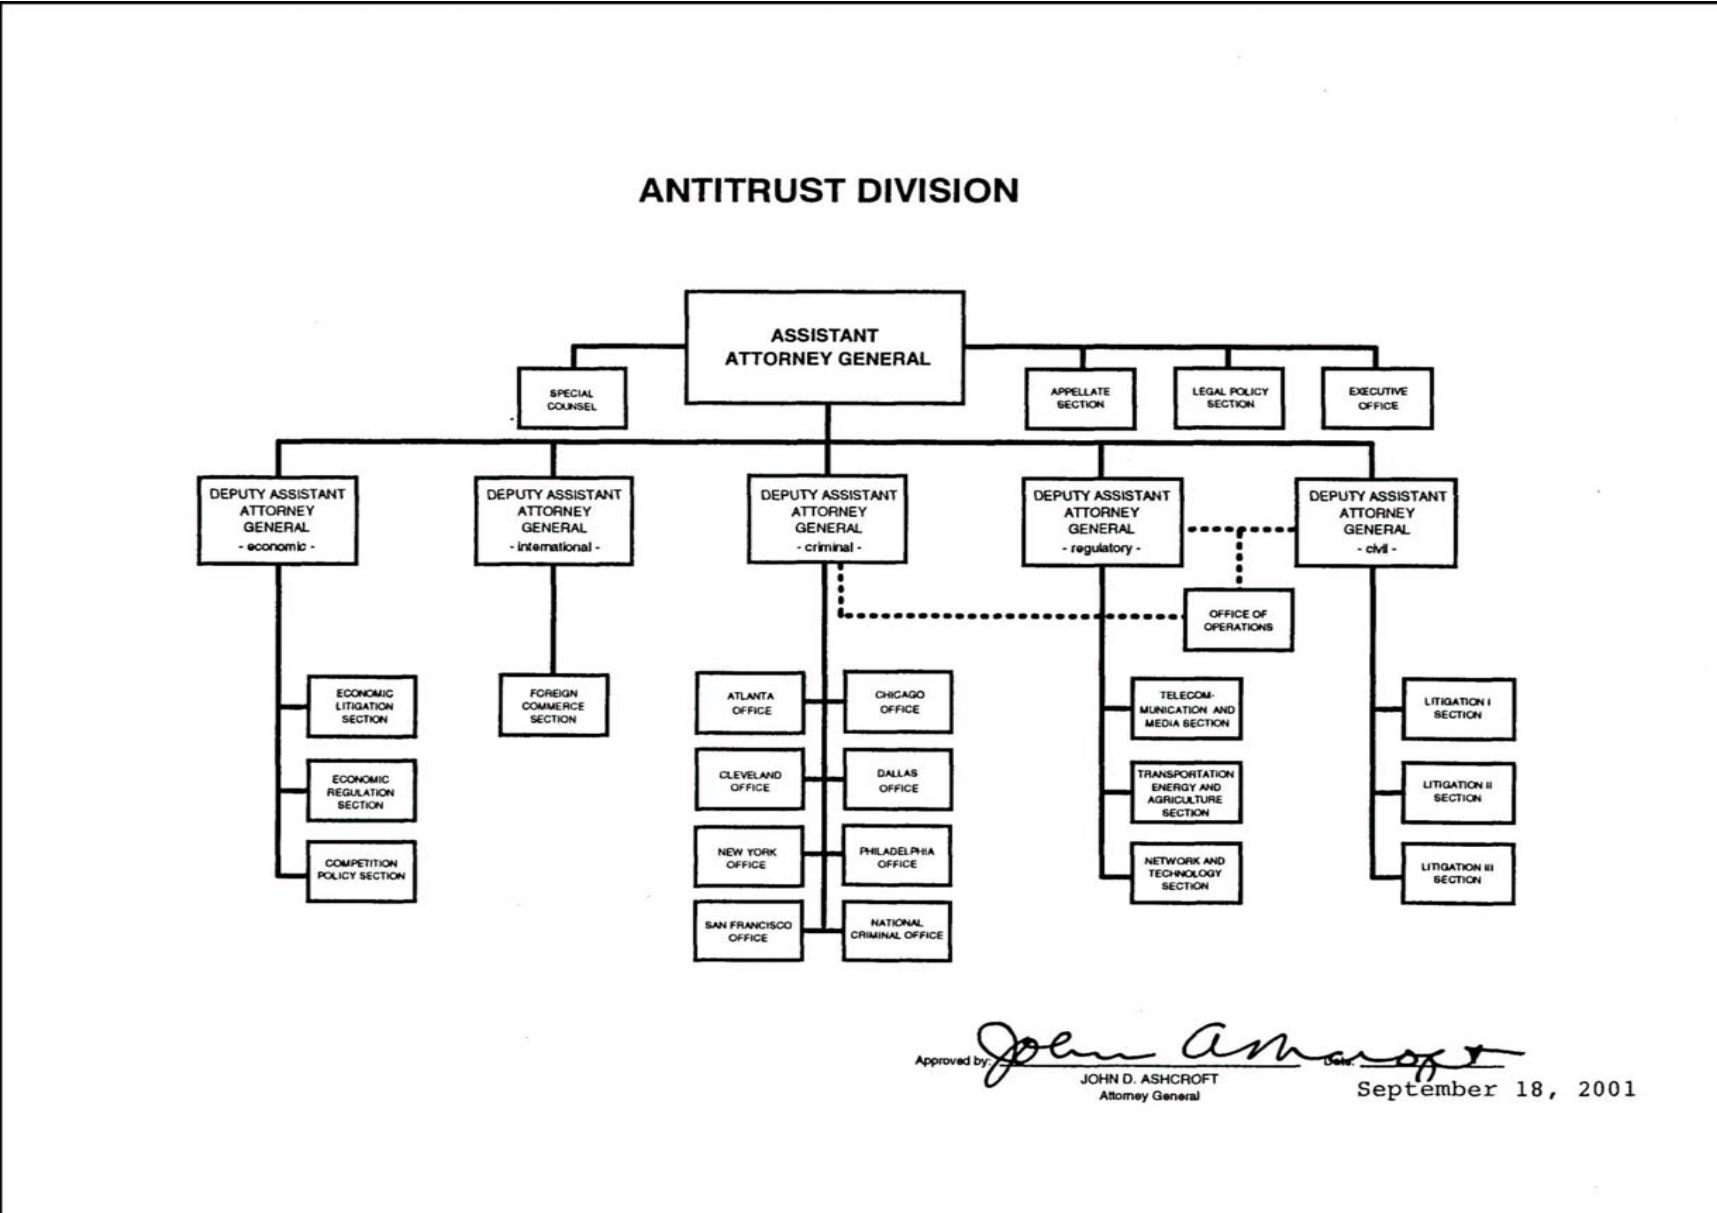 ANTITRUST DIVISION
ASSISTANT
ATTORNEY GENERAL
SPECIAL
COUNSEL
APPELLATE
SECTION
LEGAL POLICY
SECTION
EXECUTIVE
OFFICE
DEPUTY ASSISTANT
ATTORNEY
GENERAL
- economic -
DEPUTY ASSISTANT
ATTORNEY
GENERAL
- international -
DEPUTY ASSISTANT
ATTORNEY
GENERAL
- criminal -
DEPUTY ASSISTANT
ATTORNEY
GENERAL
- regulatory -
DEPUTY ASSISTANT
ATTORNEY
GENERAL
- civil -
OFFICE OF
OPERATIONS
ECONOMIC
LITIGATION
SECTION
ECONOMIC
REGULATION
SECTION
COMPETITION
POLICY SECTION
FOREIGN
COMMERCE
SECTION
ATLANTA
OFFICE
CHICAGO
OFFICE
CLEVELAND
OFFICE
DALLAS
OFFICE
NEW YORK
OFFICE
PHILADELPHIA
OFFICE
SAN FRANCISCO
OFFICE
NATIONAL
CRIMINAL OFFICE
TELECOM-
MUNICATION AND
MEDIA SECTION
TRANSPORTATION
ENERGY AND
AGRICULTURE
SECTION
NETWORK AND
TECHNOLOGY
SECTION
LITIGATION I
SECTION
LITIGATION II
SECTION
LITIGATION III
SECTION
Approved by: John Ashcroft Date:
JOHN D. ASHCROFT
Attorney General
September 18, 2001